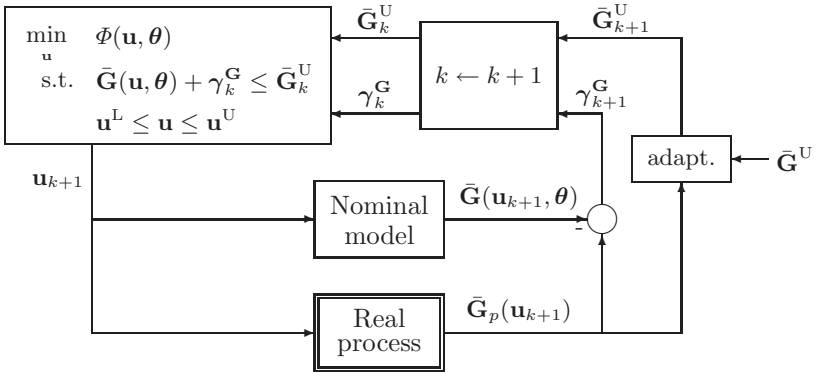 min Φ(u, θ)
u
s.t. Ḡ(u, θ) + γ_k^G ≤ Ḡ_k^U
u^L ≤ u ≤ u^U
Ḡ_k^U
γ_k^G
k ← k + 1
Ḡ_{k+1}^U
γ_{k+1}^G
adapt.
Ḡ^U
u_{k+1}
Nominal
model
Ḡ(u_{k+1}, θ)
-
Real
process
Ḡ_p(u_{k+1})